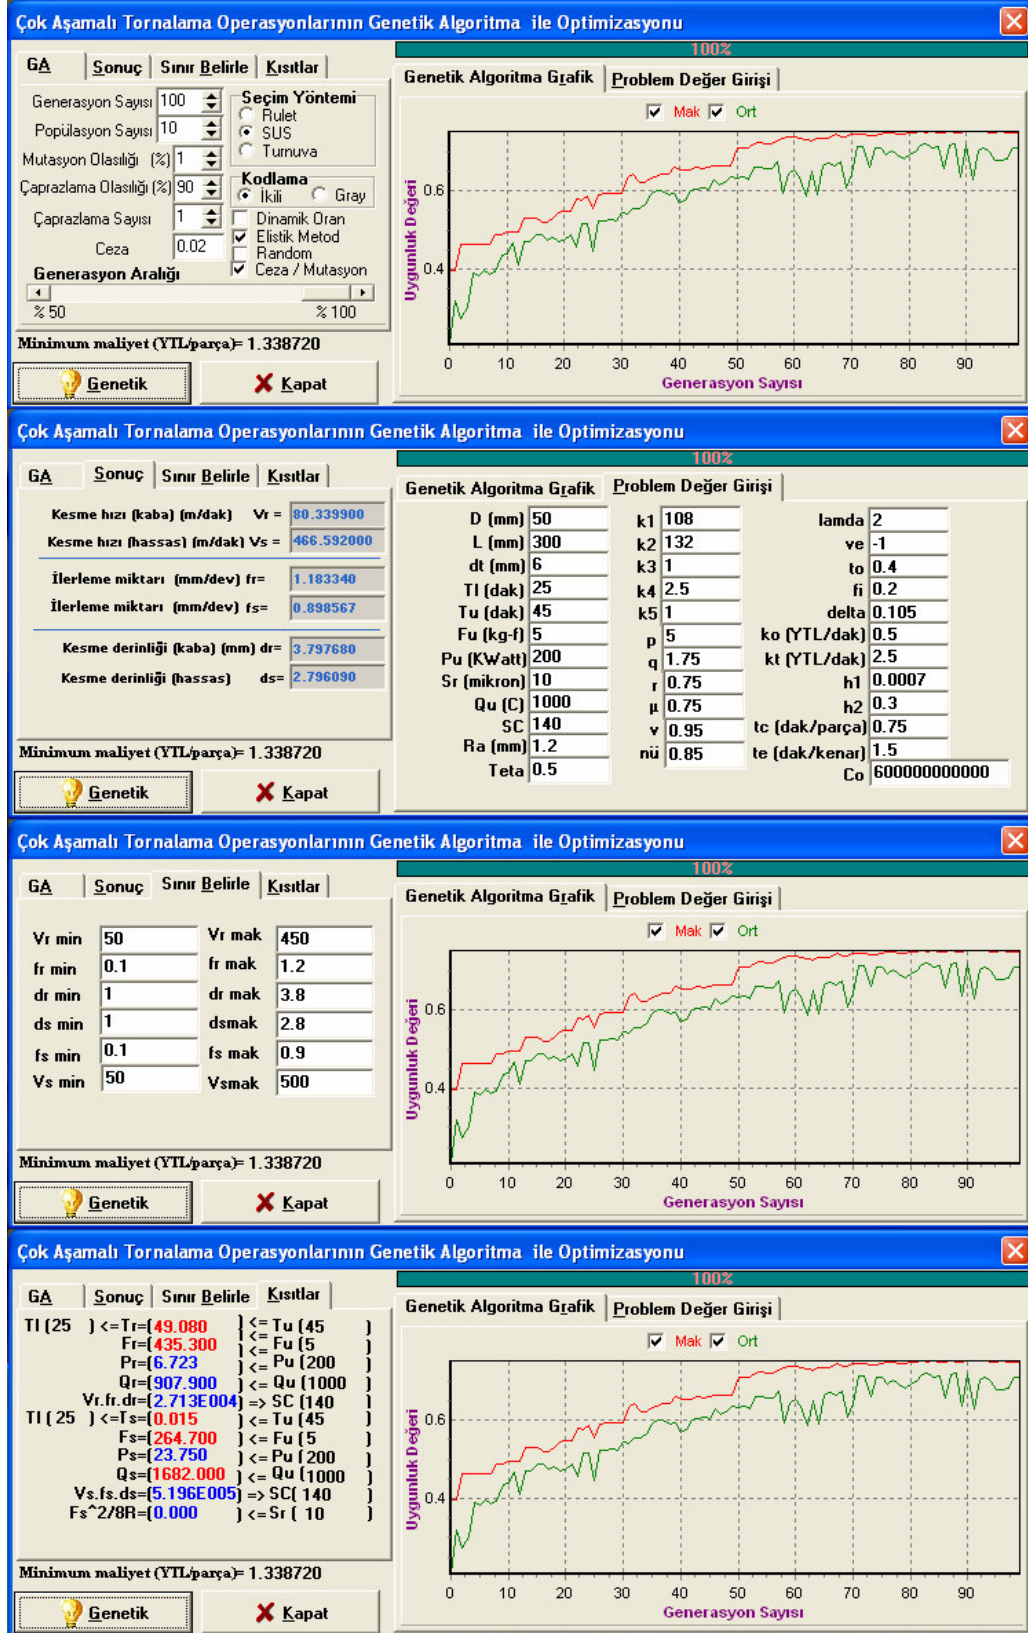 Çok Aşamalı Tornalama Operasyonlarının Genetik Algoritma ile Optimizasyonu
100%
GA Sonuç Sınır Belirle Kısıtlar
Generasyon Sayısı 100
Popülasyon Sayısı 10
Mutasyon Olasılığı (%) 1
Çaprazlama Olasılığı (%) 90
Çaprazlama Sayısı 1
Ceza 0.02
Generasyon Aralığı
% 50 % 100
Seçim Yöntemi
Rulet
SUS
Turnuva
Kodlama
İkili Gray
Dinamik Oran
Elistik Metod
Random
Ceza / Mutasyon
Minimum maliyet (YTL/parça)= 1.338720
Genetik Kapat
Genetik Algoritma Grafik Problem Değer Girişi
Mak Ort
Uygunluk Değeri
0.6
0.4
0 10 20 30 40 50 60 70 80 90
Generasyon Sayısı
Çok Aşamalı Tornalama Operasyonlarının Genetik Algoritma ile Optimizasyonu
100%
GA Sonuç Sınır Belirle Kısıtlar
Kesme hızı (kaba) (m/dak) Vr = 80.339900
Kesme hızı (hassas) (m/dak) Vs = 466.592000
İlerleme miktarı (mm/dev) fr= 1.183340
İlerleme miktarı (mm/dev) fs= 0.898567
Kesme derinliği (kaba) (mm) dr= 3.797680
Kesme derinliği (hassas) ds= 2.796090
Minimum maliyet (YTL/parça)= 1.338720
Genetik Kapat
Genetik Algoritma Grafik Problem Değer Girişi
D (mm) 50
L (mm) 300
dt (mm) 6
Tl (dak) 25
Tu (dak) 45
Fu (kg-f) 5
Pu (KWatt) 200
Sr (mikron) 10
Qu (C) 1000
SC 140
Ra (mm) 1.2
Teta 0.5
k1 108
k2 132
k3 1
k4 2.5
k5 1
p 5
q 1.75
r 0.75
µ 0.75
v 0.95
nü 0.85
lamda 2
ve -1
to 0.4
fi 0.2
delta 0.105
ko (YTL/dak) 0.5
kt (YTL/dak) 2.5
h1 0.0007
h2 0.3
tc (dak/parça) 0.75
te (dak/kenar) 1.5
Co 600000000000
Çok Aşamalı Tornalama Operasyonlarının Genetik Algoritma ile Optimizasyonu
100%
GA Sonuç Sınır Belirle Kısıtlar
Vr min 50 Vr mak 450
fr min 0.1 fr mak 1.2
dr min 1 dr mak 3.8
ds min 1 dsmak 2.8
fs min 0.1 fs mak 0.9
Vs min 50 Vsmak 500
Minimum maliyet (YTL/parça)= 1.338720
Genetik Kapat
Genetik Algoritma Grafik Problem Değer Girişi
Mak Ort
Uygunluk Değeri
0.6
0.4
0 10 20 30 40 50 60 70 80 90
Generasyon Sayısı
Çok Aşamalı Tornalama Operasyonlarının Genetik Algoritma ile Optimizasyonu
100%
GA Sonuç Sınır Belirle Kısıtlar
Tl (25 ) <=Tr=(49.080 ) <= Tu (45 )
Fr=(435.300 ) <= Fu (5 )
Pr=(6.723 ) <= Pu (200 )
Qr=(907.900 ) <= Qu (1000 )
Vr.fr.dr=(2.713E004) => SC (140 )
Tl ( 25 ) <=Ts=(0.015 ) <= Tu (45 )
Fs=(264.700 ) <= Fu (5 )
Ps=(23.750 ) <= Pu ( 200 )
Qs=(1682.000 ) <= Qu (1000 )
Vs.fs.ds=(5.196E005) => SC( 140 )
Fs^2/8R=(0.000 ) <=Sr ( 10 )
Minimum maliyet (YTL/parça)= 1.338720
Genetik Kapat
Genetik Algoritma Grafik Problem Değer Girişi
Mak Ort
Uygunluk Değeri
0.6
0.4
0 10 20 30 40 50 60 70 80 90
Generasyon Sayısı